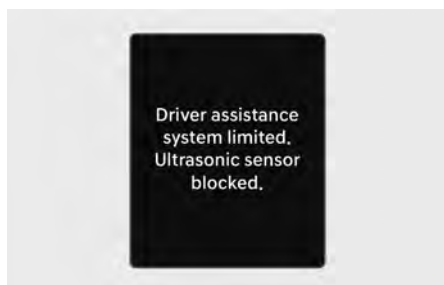 Driver assistance
system limited.
Ultrasonic sensor
blocked.